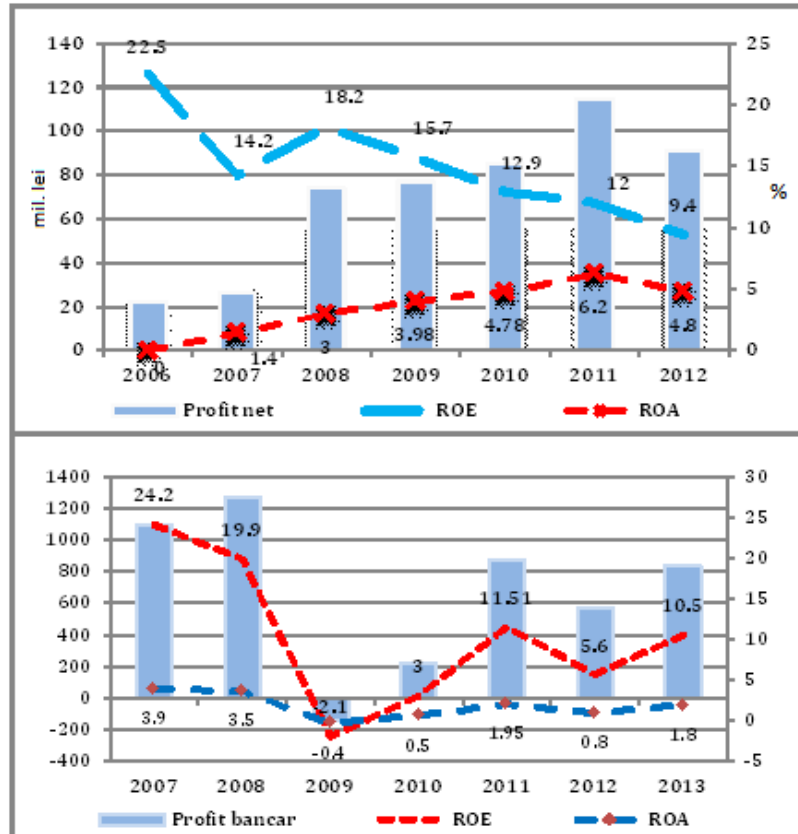 140 25
22.5
120
18.2 20
100 14.2 15.7
12.9 15
mil. lei 80 12 %
60 9.4 10
40
5
20 6.2 4.8
3.98 4.78
0 0 1.4 3 0
2006 2007 2008 2009 2010 2011 2012
Profit net ROE ROA
1400 30
24.2
1200 25
19.9
1000 20
800
11.51 10.5 15
600
10
400 5.6
3
200 5
0 -2.1 0
-200 3.9 3.5 -0.4 0.5 1.95 0.8 1.8
-400 -5
2007 2008 2009 2010 2011 2012 2013
Profit bancar ROE ROA